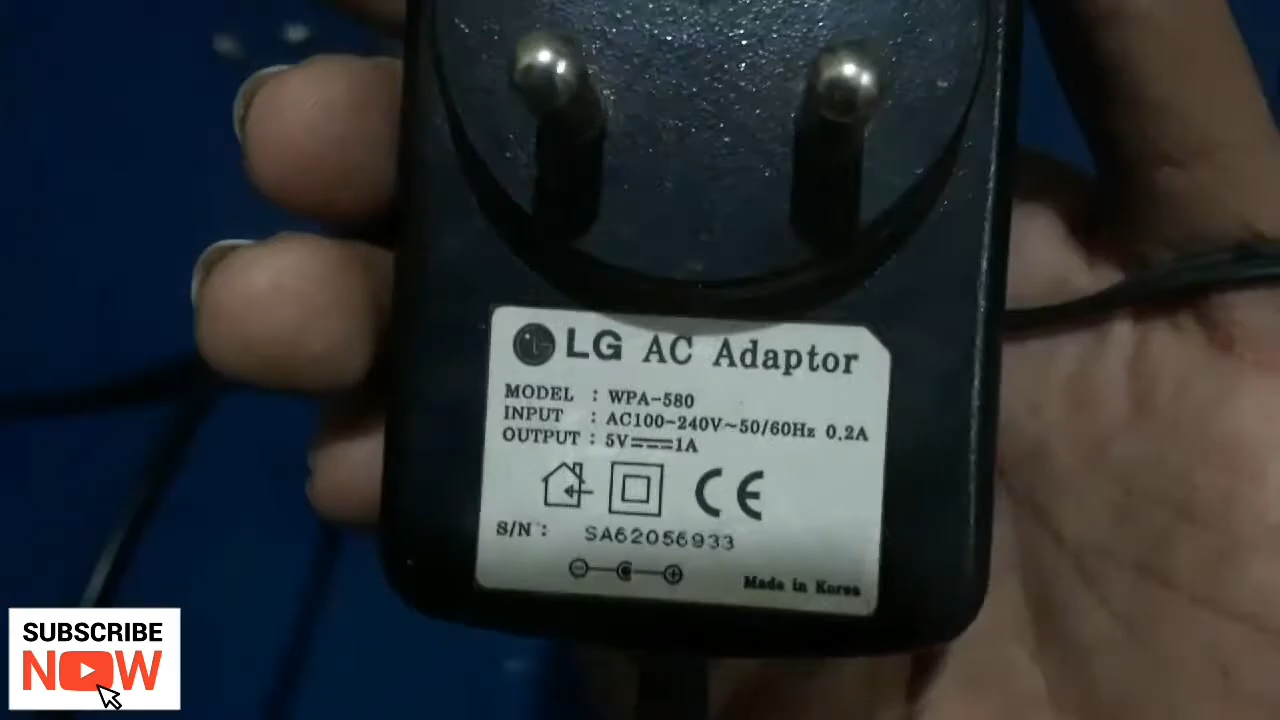 LG AC Adaptor
MODEL : WPA-580
INPUT : AC100-240V~50/60Hz 0.2A
OUTPUT : 5V⎓1A
CE
S/N : SA62056933
Made in Korea
SUBSCRIBE
NOW